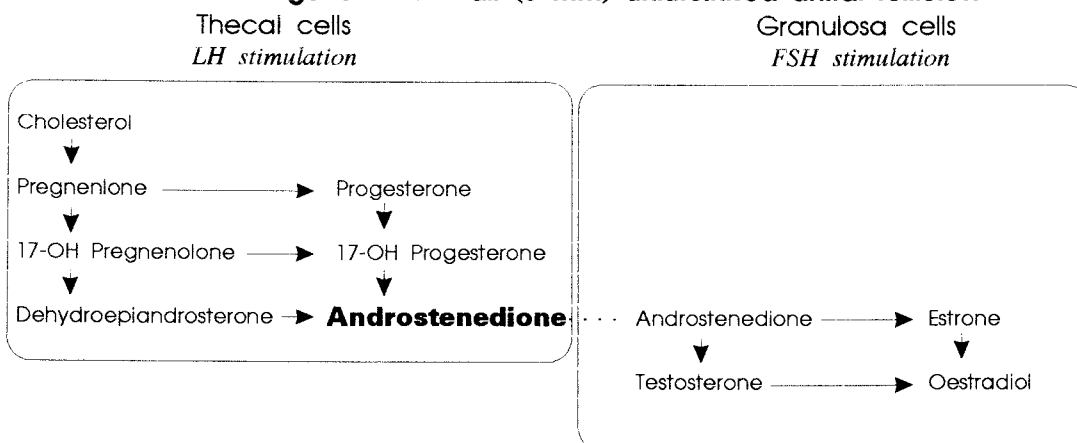 Thecal cells
LH stimulation
Granulosa cells
FSH stimulation
Cholesterol
Pregnenlone
Progesterone
17-OH Pregnenolone
17-OH Progesterone
Dehydroepiandrosterone
Androstenedione
Androstenedione
Estrone
Testosterone
Oestradiol